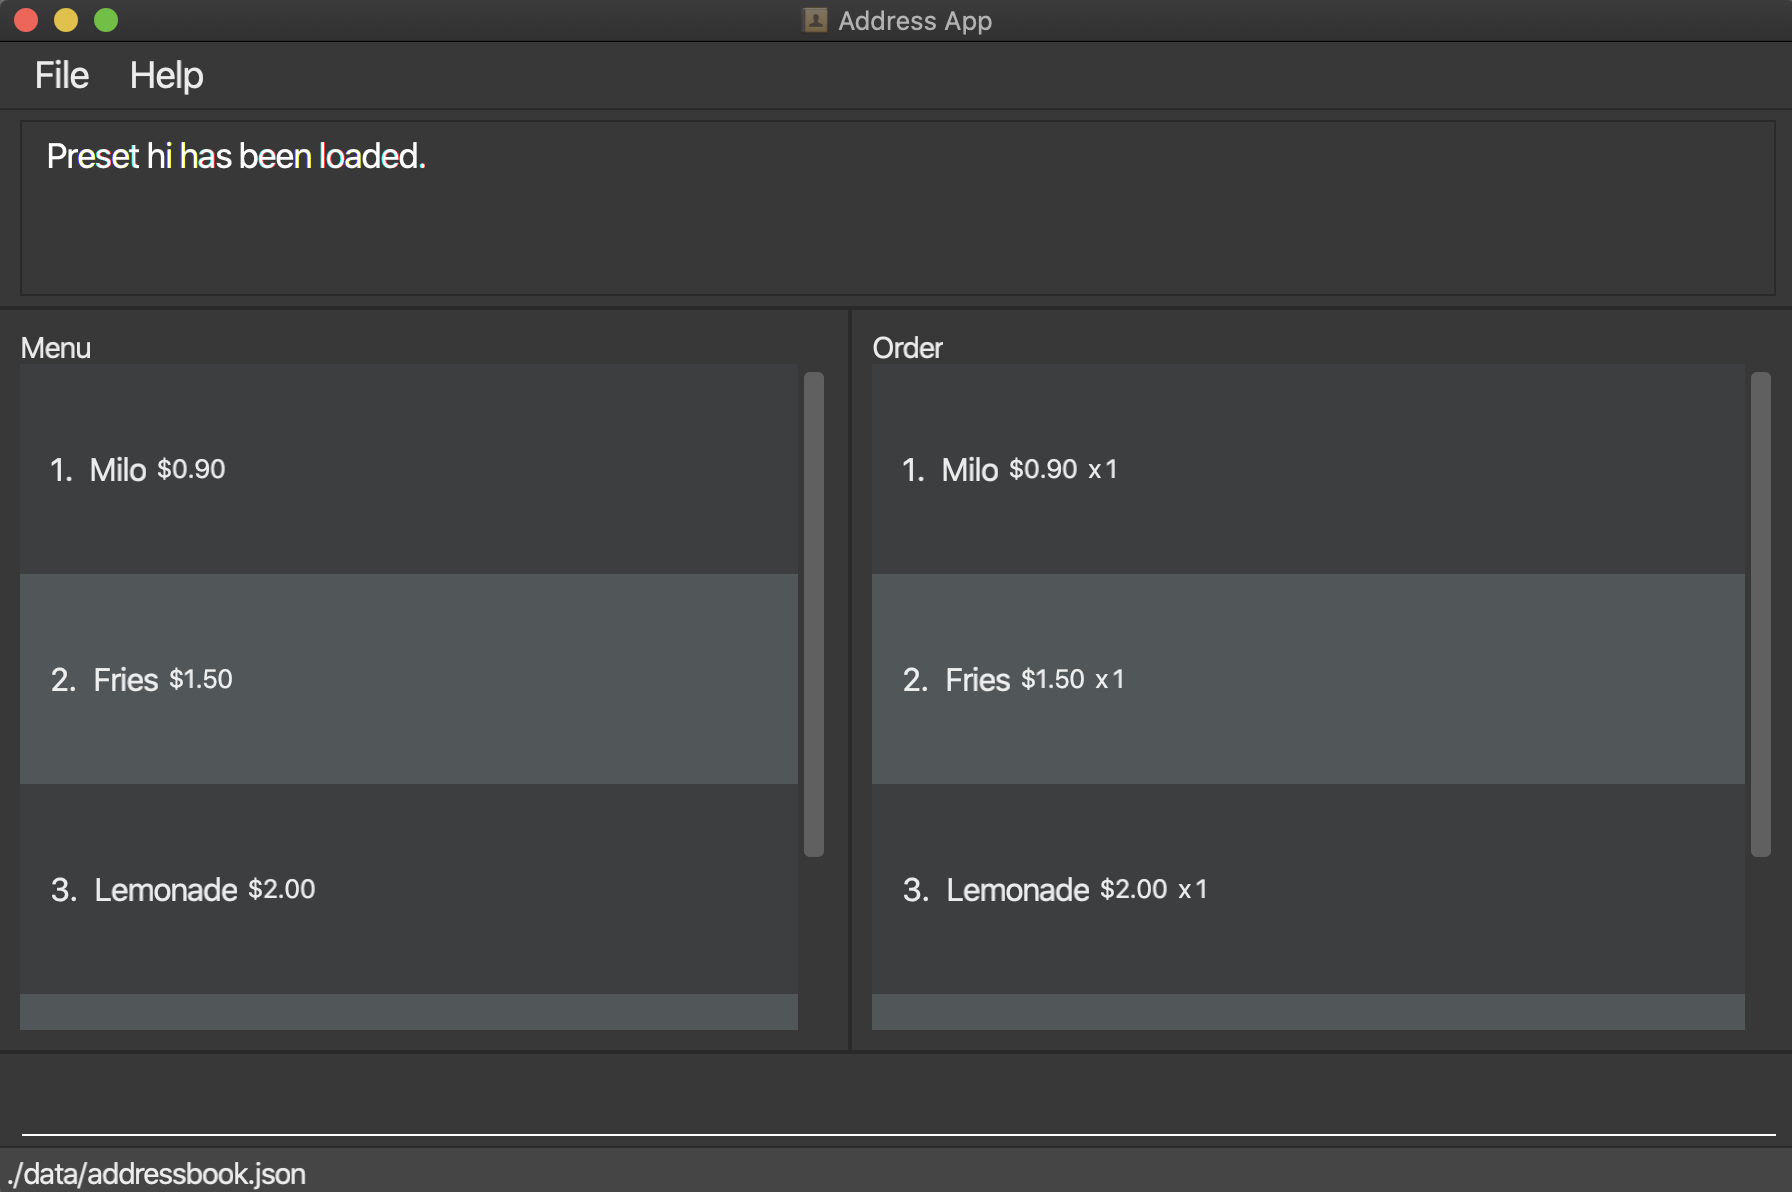 Address App
File Help
Preset hi has been loaded.
Menu
1. Milo $0.90
2. Fries $1.50
3. Lemonade $2.00
Order
1. Milo $0.90 x 1
2. Fries $1.50 x 1
3. Lemonade $2.00 x 1
./data/addressbook.json